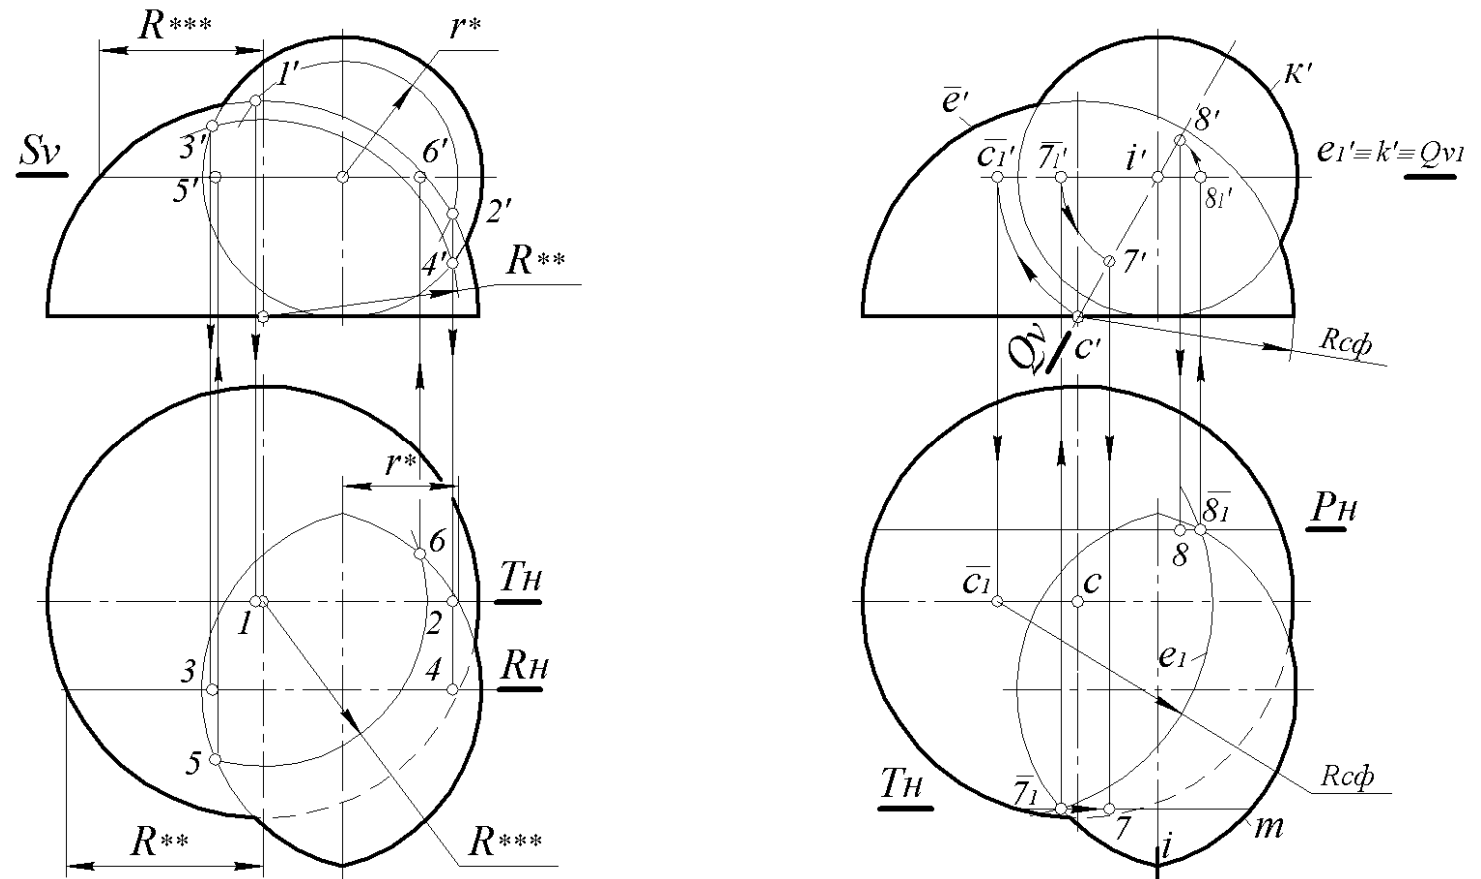 R***
r*
1'
Sv
3'
6'
5'
2'
4'
R**
r*
6
Tн
1
2
Rн
3
4
5
R**
R***
к'
e̅'
8'
c̅₁'
7̅₁'
i'
e₁'≡k'≡Qv₁
8₁'
7'
Qv
c'
Rсф
8̅₁
Pн
8
c̅₁
c
e₁
Tн
7̅₁
7
m
Rсф
i